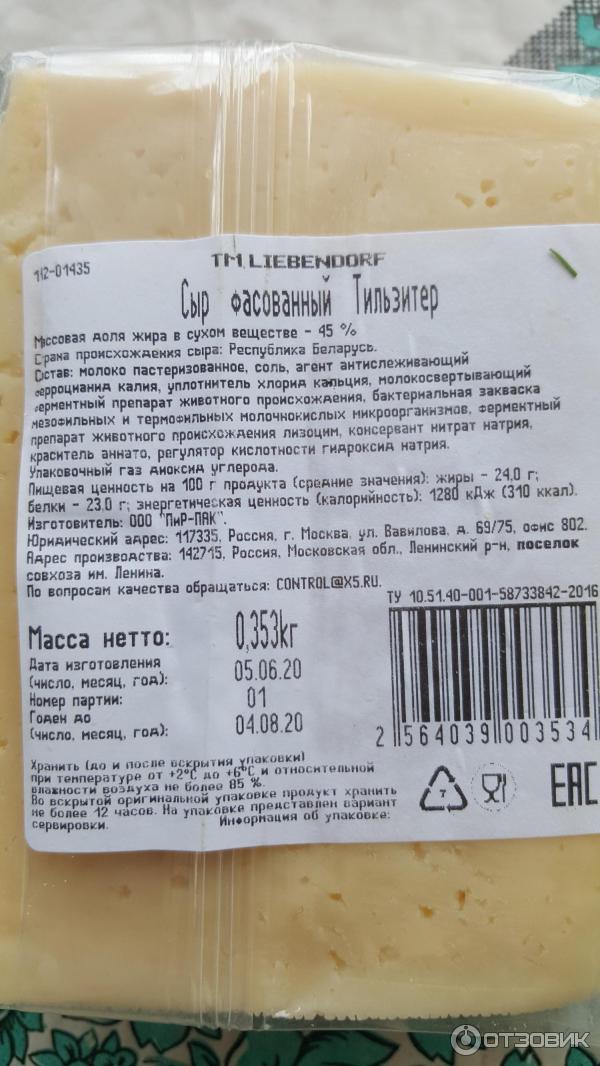 112-01435
TM LIEBENDORF
Сыр фасованный Тильзитер
Массовая доля жира в сухом веществе - 45 %
Страна происхождения сыра: Республика Беларусь.
Состав: молоко пастеризованное, соль, агент антислеживающий
ферроцианид калия, уплотнитель хлорид кальция, молокосвертывающий
ферментный препарат животного происхождения, бактериальная закваска
мезофильных и термофильных молочнокислых микроорганизмов, ферментный
препарат животного происхождения лизоцим, консервант нитрат натрия,
краситель аннато, регулятор кислотности гидроксид натрия.
Упаковочный газ диоксид углерода.
Пищевая ценность на 100 г продукта (средние значения): жиры - 24,0 г;
белки - 23,0 г; энергетическая ценность (калорийность): 1280 кДж (310 ккал).
Изготовитель: ООО "ПиР-ПАК".
Юридический адрес: 117335, Россия, г. Москва, ул. Вавилова, д. 69/75, офис 802.
Адрес производства: 142715, Россия, Московская обл., Ленинский р-н, поселок
совхоза им. Ленина.
По вопросам качества обращаться: CONTROL@X5.RU.
ТУ 10.51.40-001-58733842-2016
Масса нетто: 0,353кг
Дата изготовления
(число, месяц, год): 05.06.20
Номер партии: 01
Годен до
(число, месяц, год): 04.08.20
2 564039 003534
Хранить (до и после вскрытия упаковки)
при температуре от +2°С до +6°С и относительной
влажности воздуха не более 85 %.
Во вскрытой оригинальной упаковке продукт хранить
не более 12 часов. На упаковке представлен вариант
сервировки. Информация об упаковке:
7
EAC
ОТЗОВИК